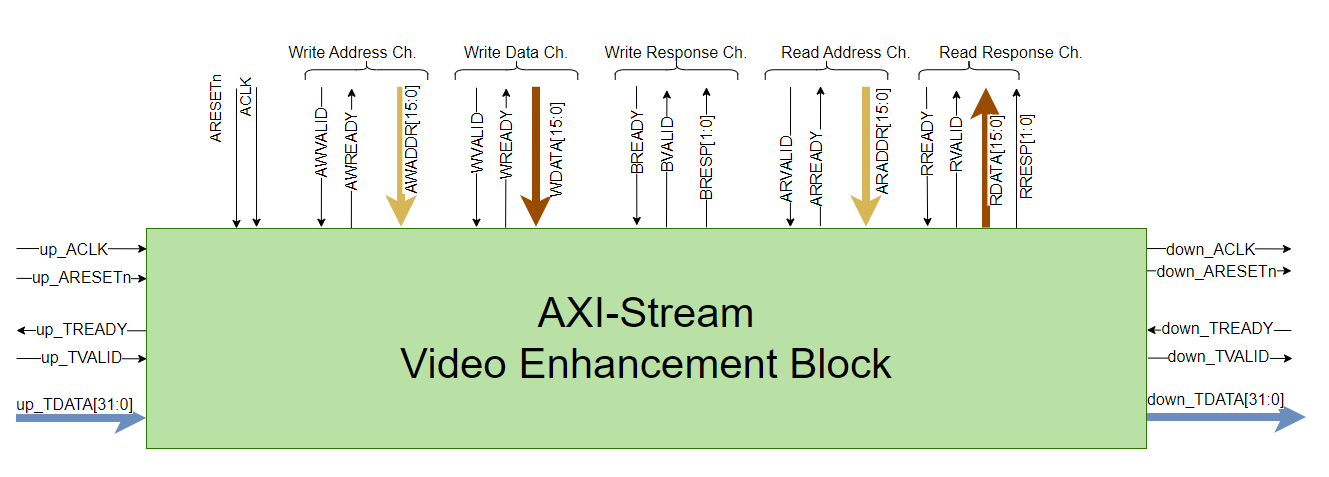 Write Address Ch.
Write Data Ch.
Write Response Ch.
Read Address Ch.
Read Response Ch.
ARESETn
ACLK
AWVALID
AWREADY
AWADDR[15:0]
WVALID
WREADY
WDATA[15:0]
BREADY
BVALID
BRESP[1:0]
ARVALID
ARREADY
ARADDR[15:0]
RREADY
RVALID
RDATA[15:0]
RRESP[1:0]
up_ACLK
up_ARESETn
up_TREADY
up_TVALID
up_TDATA[31:0]
AXI-Stream
Video Enhancement Block
down_ACLK
down_ARESETn
down_TREADY
down_TVALID
down_TDATA[31:0]